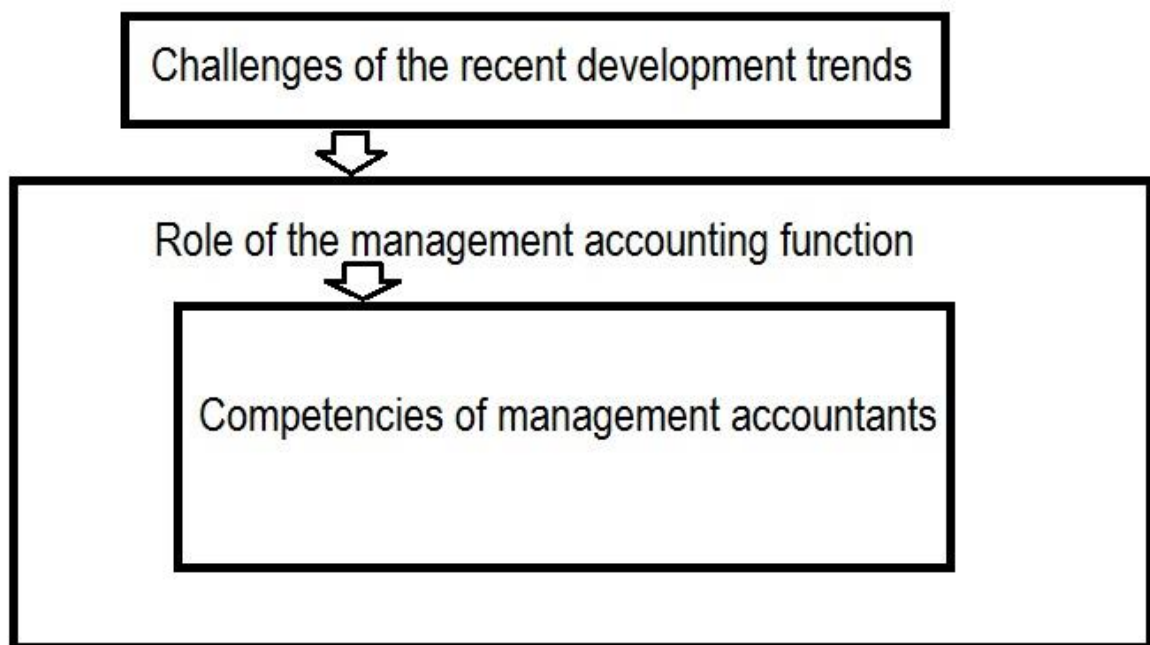 Challenges of the recent development trends
Role of the management accounting function
Competencies of management accountants